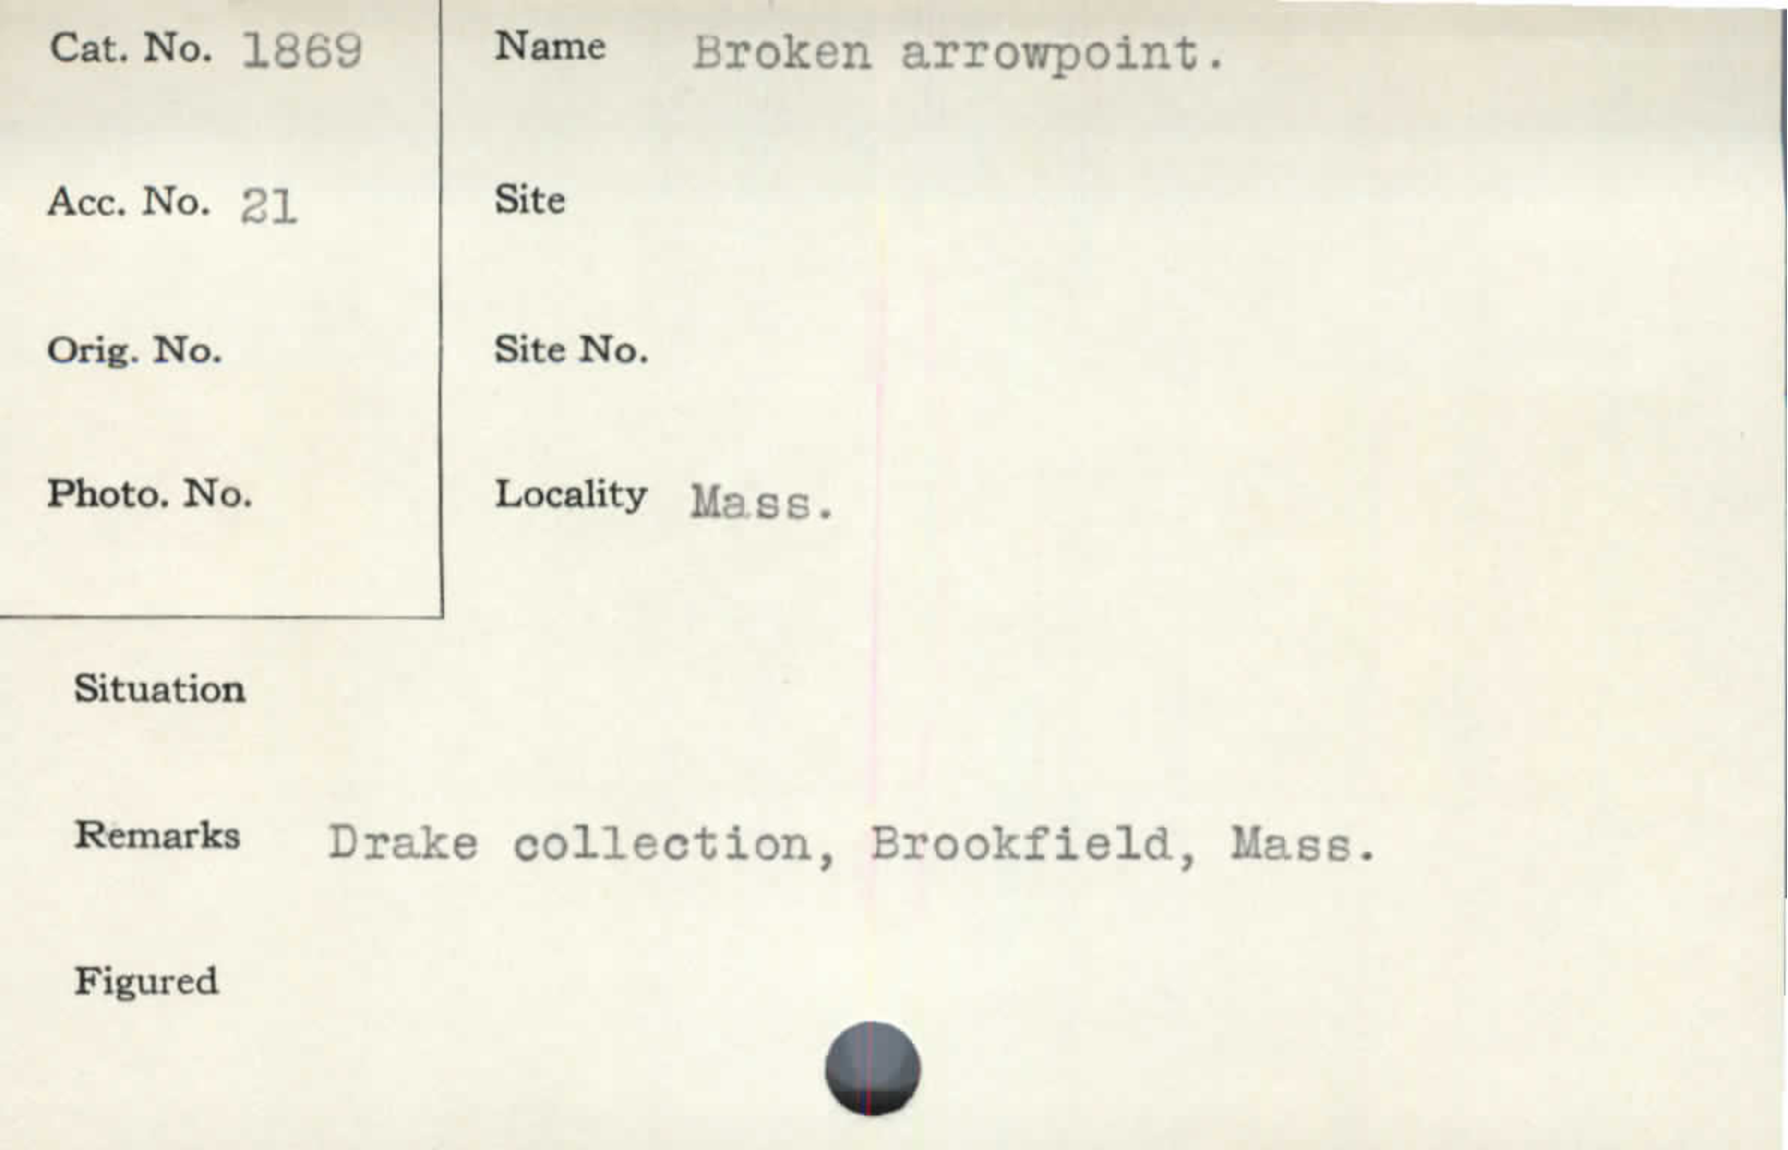 Cat. No. 1869
Name Broken arrowpoint.
Acc. No. 21
Site
Orig. No.
Site No.
Photo. No.
Locality Mass.
Situation
Remarks Drake collection, Brookfield, Mass.
Figured